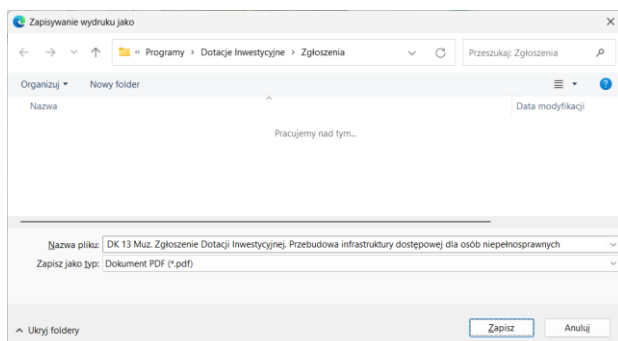 Zapisywanie wydruku jako
« Programy > Dotacje Inwestycyjne > Zgłoszenia
Przeszukaj: Zgłoszenia
Organizuj
Nowy folder
Nazwa
Data modyfikacji
Pracujemy nad tym...
Nazwa pliku: DK 13 Muz. Zgłoszenie Dotacji Inwestycyjnej. Przebudowa infrastruktury dostępowej dla osób niepełnosprawnych
Zapisz jako typ: Dokument PDF (*.pdf)
Ukryj foldery
Zapisz
Anuluj